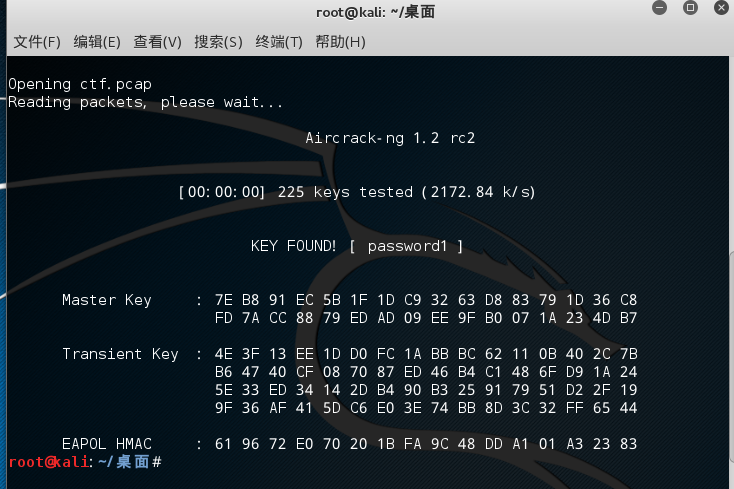 root@kali: ~/桌面
文件(F) 编辑(E) 查看(V) 搜索(S) 终端(T) 帮助(H)
Opening ctf.pcap
Reading packets, please wait...
Aircrack-ng 1.2 rc2
[00:00:00] 225 keys tested (2172.84 k/s)
KEY FOUND! [ password1 ]
Master Key : 7E B8 91 EC 5B 1F 1D C9 32 63 D8 83 79 1D 36 C8
FD 7A CC 88 79 ED AD 09 EE 9F B0 07 1A 23 4D B7
Transient Key : 4E 3F 13 EE 1D D0 FC 1A BB BC 62 11 0B 40 2C 7B
B6 47 40 CF 08 70 87 ED 46 B4 C1 48 6F D9 1A 24
5E 33 ED 34 14 2D B4 90 B3 25 91 79 51 D2 2F 19
9F 36 AF 41 5D C6 E0 3E 74 BB 8D 3C 32 FF 65 44
EAPOL HMAC : 61 96 72 E0 70 20 1B FA 9C 48 DD A1 01 A3 23 83
root@kali:~/桌面#